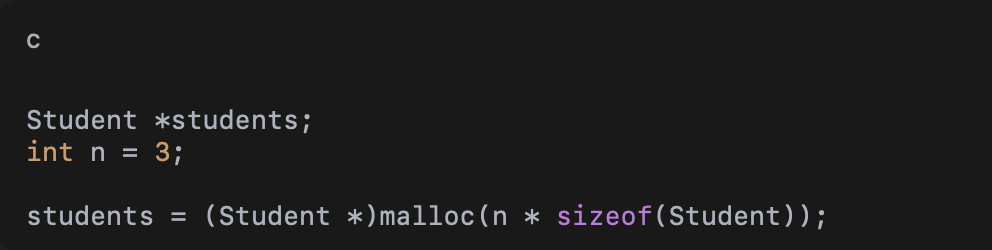 c
Student *students;
int n = 3;
students = (Student *)malloc(n * sizeof(Student));